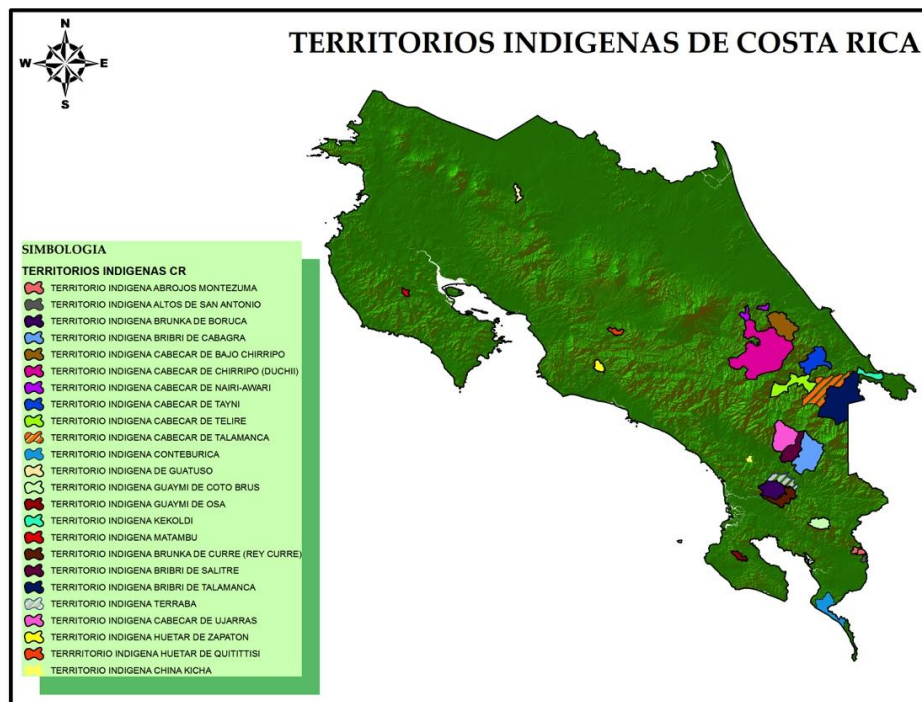 N
TERRITORIOS INDIGENAS DE COSTA RICA
W E
S
SIMBOLOGIA
TERRITORIOS INDIGENAS CR
TERRITORIO INDIGENA ABROJOS MONTEZUMA
TERRITORIO INDIGENA ALTOS DE SAN ANTONIO
TERRITORIO INDIGENA BRUNKA DE BORUCA
TERRITORIO INDIGENA BRIBRI DE CABAGRA
TERRITORIO INDIGENA CABECAR DE BAJO CHIRRIPO
TERRITORIO INDIGENA CABECAR DE CHIRRIPO (DUCHII)
TERRITORIO INDIGENA CABECAR DE NAIRI-AWARI
TERRITORIO INDIGENA CABECAR DE TAYNI
TERRITORIO INDIGENA CABECAR DE TELIRE
TERRITORIO INDIGENA CABECAR DE TALAMANCA
TERRITORIO INDIGENA CONTEBURICA
TERRITORIO INDIGENA DE GUATUSO
TERRITORIO INDIGENA GUAYMI DE COTO BRUS
TERRITORIO INDIGENA GUAYMI DE OSA
TERRITORIO INDIGENA KEKOLDI
TERRITORIO INDIGENA MATAMBU
TERRITORIO INDIGENA BRUNKA DE CURRE (REY CURRE)
TERRITORIO INDIGENA BRIBRI DE SALITRE
TERRITORIO INDIGENA BRIBRI DE TALAMANCA
TERRITORIO INDIGENA TERRABA
TERRITORIO INDIGENA CABECAR DE UJARRAS
TERRITORIO INDIGENA HUETAR DE ZAPATON
TERRRITORIO INDIGENA HUETAR DE QUITITTISI
TERRITORIO INDIGENA CHINA KICHA